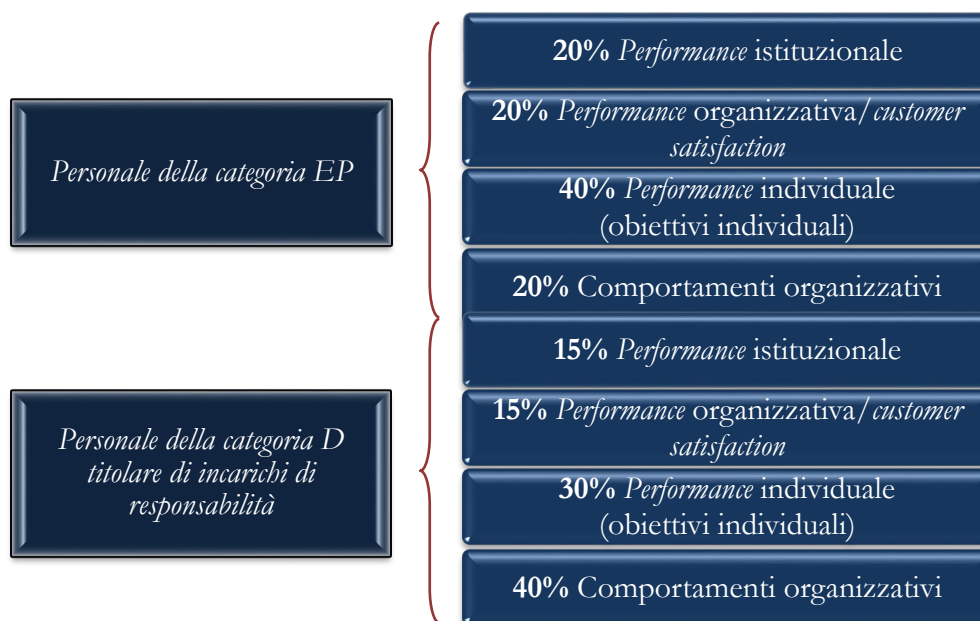 Personale della categoria EP
20% Performance istituzionale
20% Performance organizzativa/customer
satisfaction
40% Performance individuale
(obiettivi individuali)
20% Comportamenti organizzativi
Personale della categoria D
titolare di incarichi di
responsabilità
15% Performance istituzionale
15% Performance organizzativa/customer
satisfaction
30% Performance individuale
(obiettivi individuali)
40% Comportamenti organizzativi